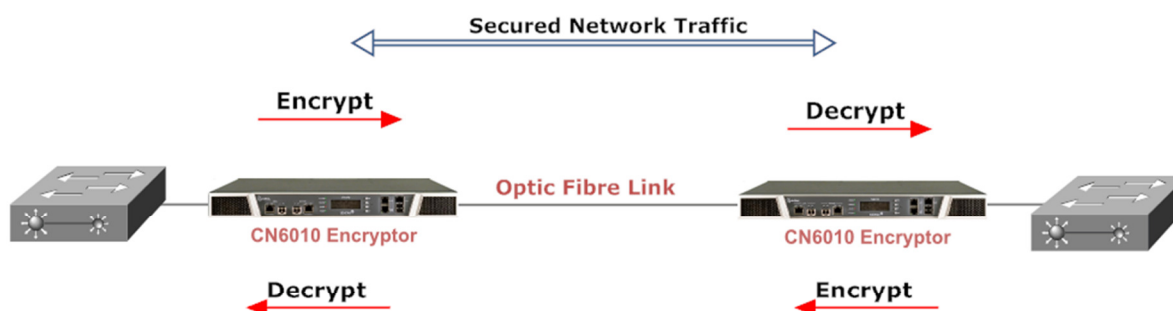 Secured Network Traffic
Encrypt
Decrypt
Optic Fibre Link
CN6010 Encryptor
CN6010 Encryptor
Decrypt
Encrypt